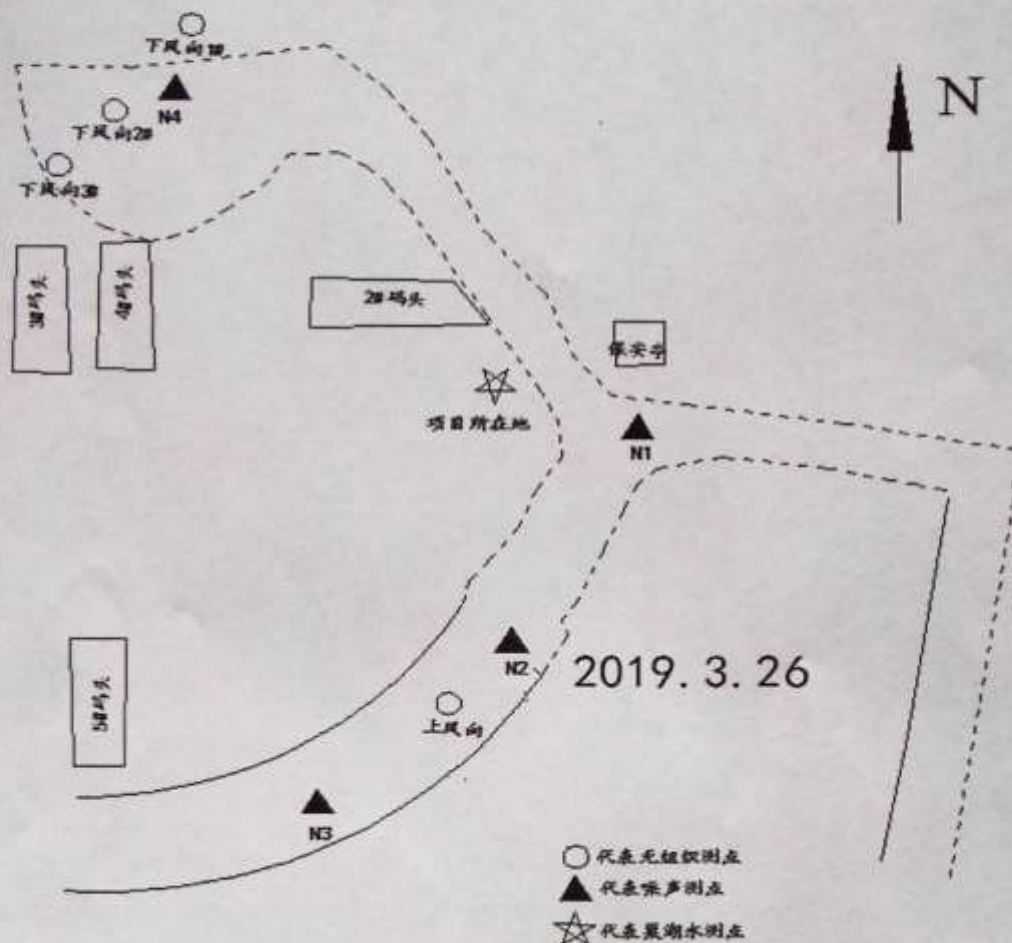 下风向1#
N
N4
下风向2#
下风向3#
3#码头
4#码头
2#码头
保安亭
项目所在地
N1
N2
2019.3.26
上风向
5#码头
N3
代表无组织测点
代表噪声测点
代表巢湖水测点